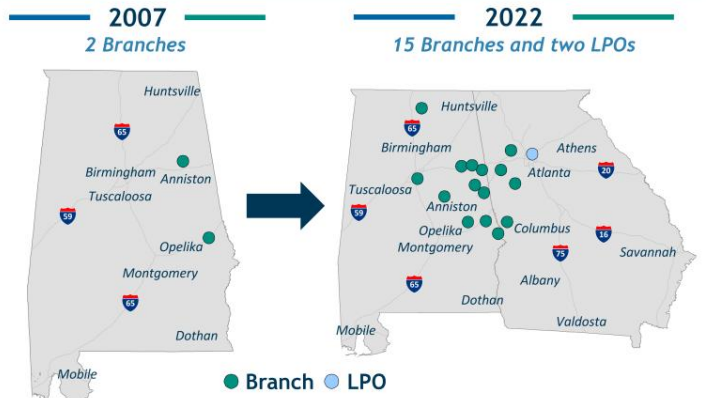 2007
2 Branches
Huntsville
65
Birmingham
Anniston
Tuscaloosa
59
Opelika
Montgomery
65
Dothan
Mobile
2022
15 Branches and two LPOs
Huntsville
65
Birmingham
Athens
Atlanta
20
Tuscaloosa
Anniston
59
Opelika
Columbus
16
Montgomery
Savannah
75
65
Albany
Dothan
Valdosta
Mobile
Branch
LPO